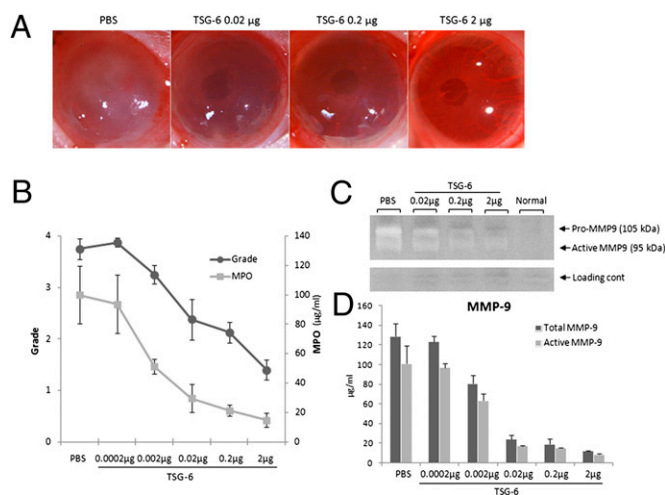 A
PBS TSG-6 0.02 µg TSG-6 0.2 µg TSG-6 2 µg
B
Grade
MPO
4
3
2
1
0
Grade
140
120
100
80
60
40
20
0
MPO (µg/ml)
PBS 0.0002µg 0.002µg 0.02µg 0.2µg 2µg
TSG-6
C
TSG-6
PBS 0.02µg 0.2µg 2µg Normal
Pro-MMP9 (105 kDa)
Active MMP9 (95 kDa)
Loading cont
D
MMP-9
Total MMP-9
Active MMP-9
160
140
120
100
80
60
40
20
0
µg/ml
PBS 0.0002µg 0.002µg 0.02µg 0.2µg 2µg
TSG-6